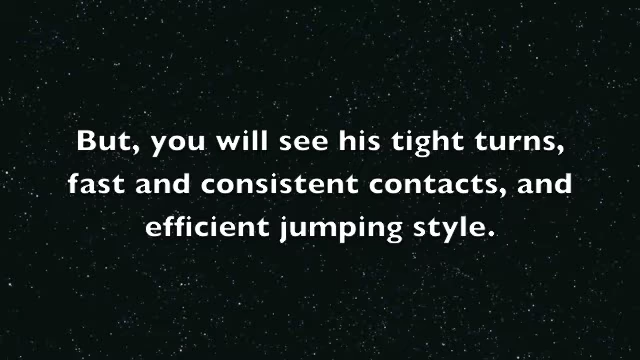 But, you will see his tight turns,
fast and consistent contacts, and
efficient jumping style.